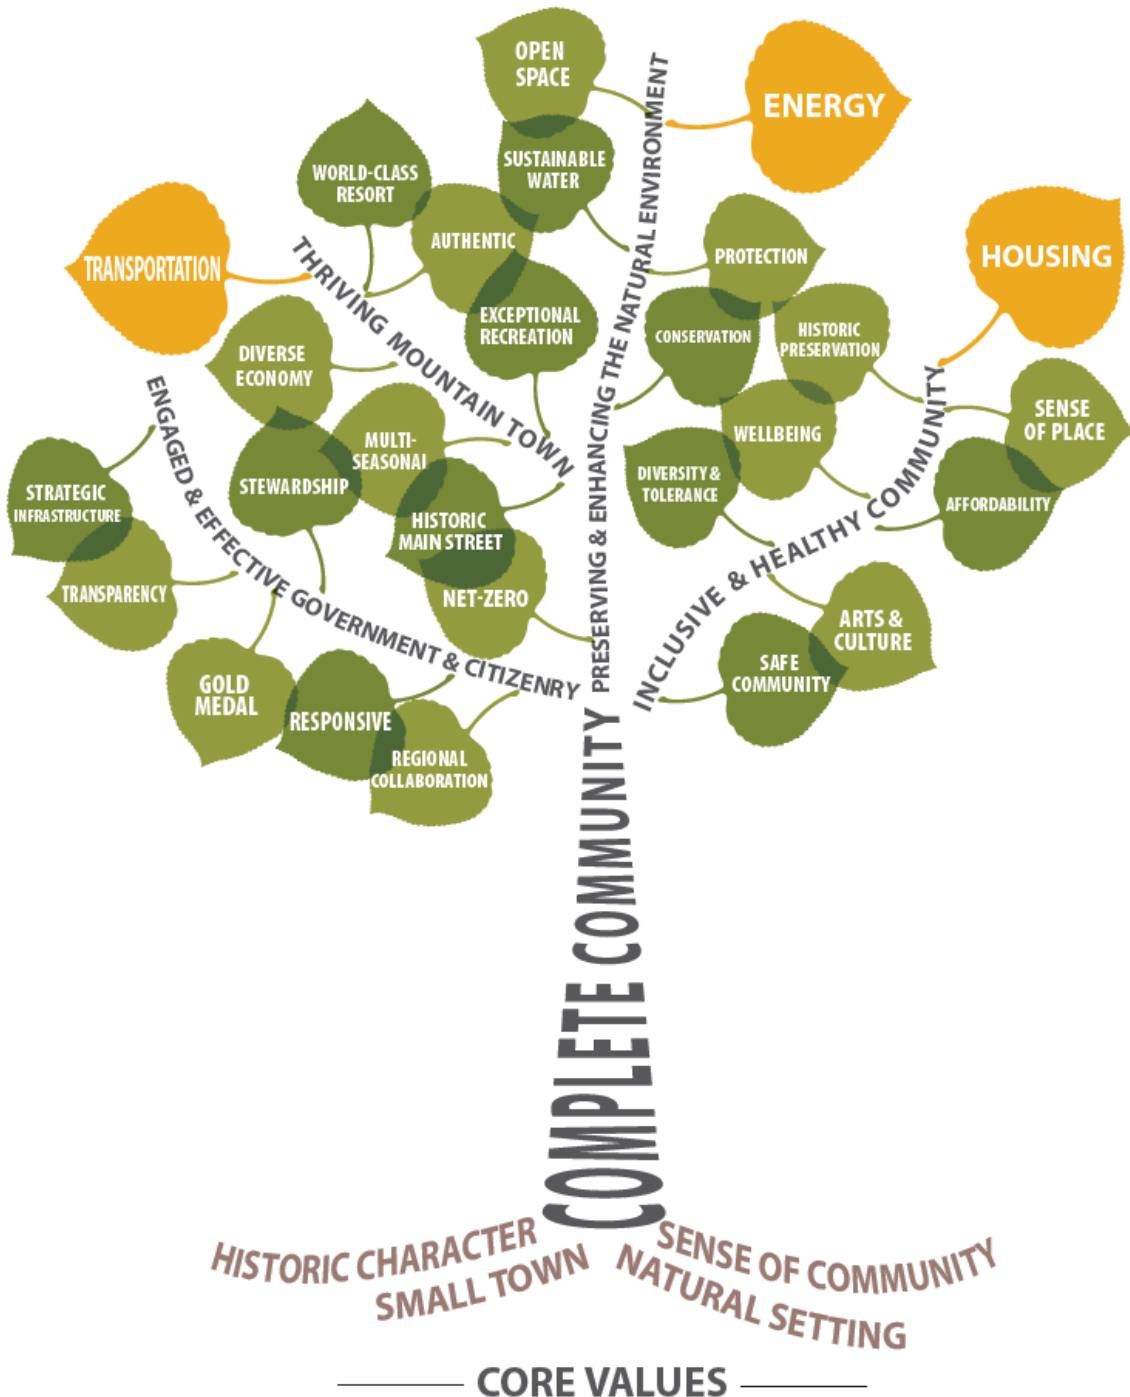 OPEN
SPACE
ENERGY
WORLD-CLASS
RESORT
SUSTAINABLE
WATER
TRANSPORTATION
AUTHENTIC
PROTECTION
HOUSING
EXCEPTIONAL
RECREATION
CONSERVATION
HISTORIC
PRESERVATION
DIVERSE
ECONOMY
THRIVING MOUNTAIN TOWN
PRESERVING & ENHANCING THE NATURAL ENVIRONMENT
MULTI-
SEASONAL
WELLBEING
SENSE
OF PLACE
STRATEGIC
INFRASTRUCTURE
STEWARDSHIP
DIVERSITY &
TOLERANCE
AFFORDABILITY
HISTORIC
MAIN STREET
TRANSPARENCY
NET-ZERO
ENGAGED & EFFECTIVE GOVERNMENT & CITIZENRY
INCLUSIVE & HEALTHY COMMUNITY
ARTS &
CULTURE
GOLD
MEDAL
RESPONSIVE
SAFE
COMMUNITY
REGIONAL
COLLABORATION
COMPLETE COMMUNITY
HISTORIC CHARACTER
SMALL TOWN
SENSE OF COMMUNITY
NATURAL SETTING
CORE VALUES